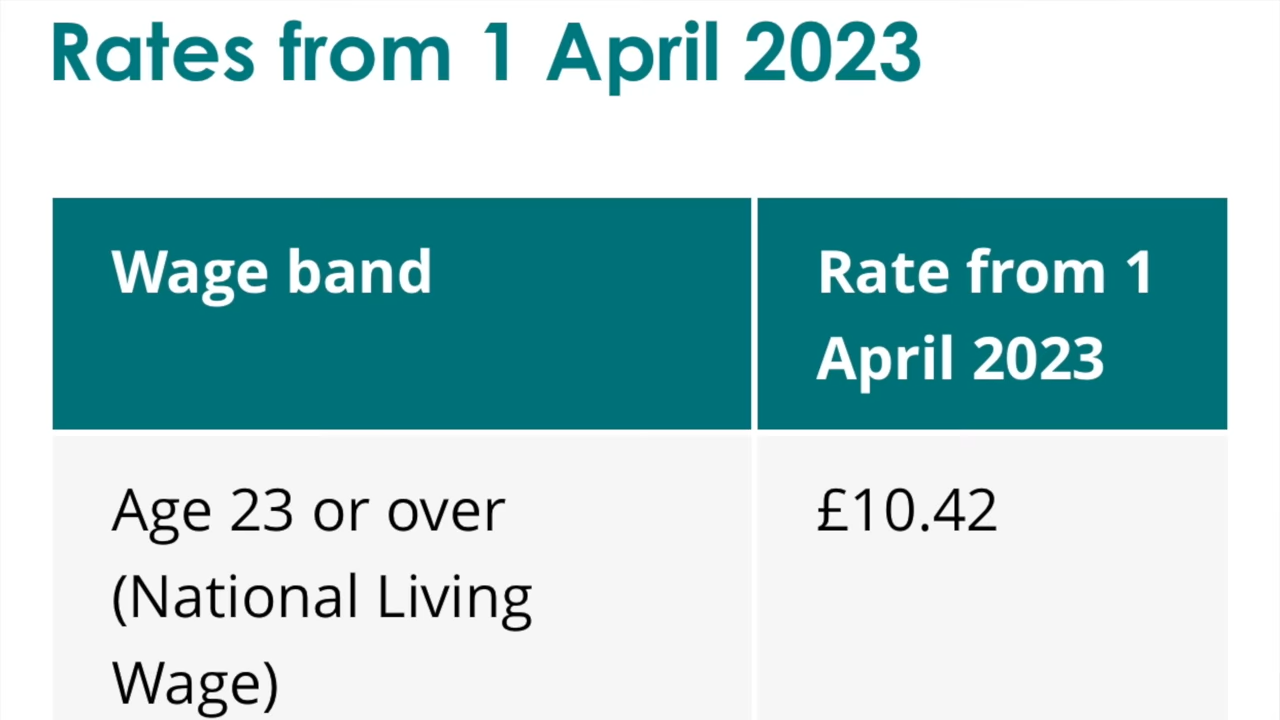 Rates from 1 April 2023
Wage band
Rate from 1
April 2023
Age 23 or over
(National Living
Wage)
£10.42